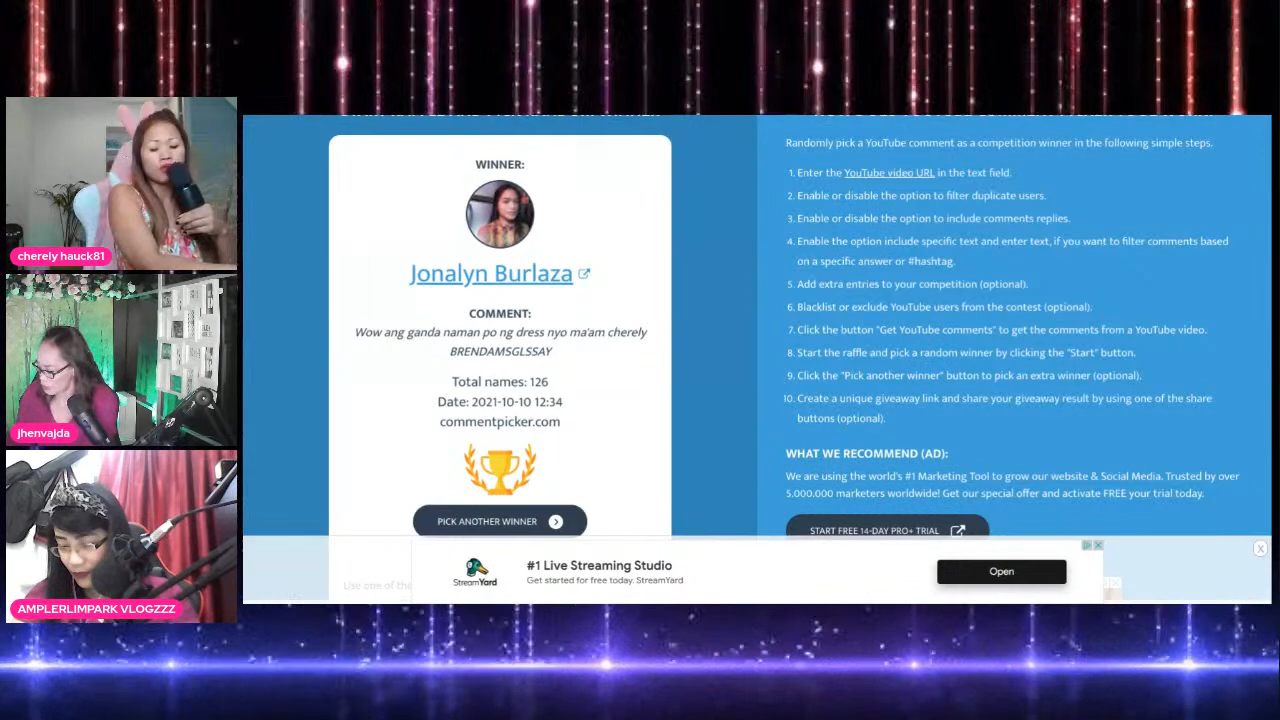 cherely hauck81
jhenvajda
AMPLERLIMPARK VLOGZZZ
WINNER:
Jonalyn Burlaza
COMMENT:
Wow ang ganda naman po ng dress nyo ma'am cherely
BRENDAMSGLSSAY
Total names: 126
Date: 2021-10-10 12:34
commentpicker.com
PICK ANOTHER WINNER
Use one of the
Randomly pick a YouTube comment as a competition winner in the following simple steps.
1. Enter the YouTube video URL in the text field.
2. Enable or disable the option to filter duplicate users.
3. Enable or disable the option to include comments replies.
4. Enable the option include specific text and enter text, if you want to filter comments based
on a specific answer or #hashtag.
5. Add extra entries to your competition (optional).
6. Blacklist or exclude YouTube users from the contest (optional).
7. Click the button "Get YouTube comments" to get the comments from a YouTube video.
8. Start the raffle and pick a random winner by clicking the "Start" button.
9. Click the "Pick another winner" button to pick an extra winner (optional).
10. Create a unique giveaway link and share your giveaway result by using one of the share
buttons (optional).
WHAT WE RECOMMEND (AD):
We are using the world's #1 Marketing Tool to grow our website & Social Media. Trusted by over
5.000.000 marketers worldwide! Get our special offer and activate FREE your trial today.
START FREE 14-DAY PRO+ TRIAL
StreamYard
#1 Live Streaming Studio
Get started for free today. StreamYard
Open
X